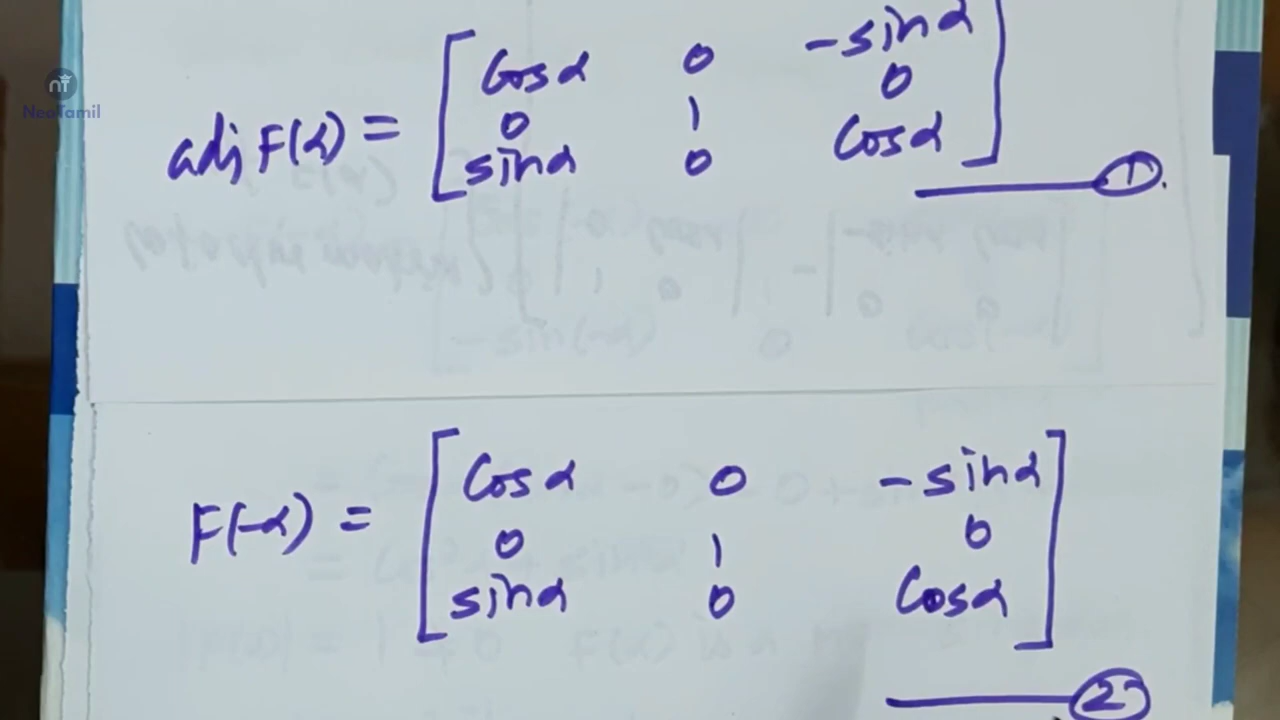 NeoTamil
adj F(α) = [ Cosα 0 -sinα
0 1 0
sinα 0 Cosα ]
①.
F(-α) = [ Cosα 0 -sinα
0 1 0
sinα 0 Cosα ]
②